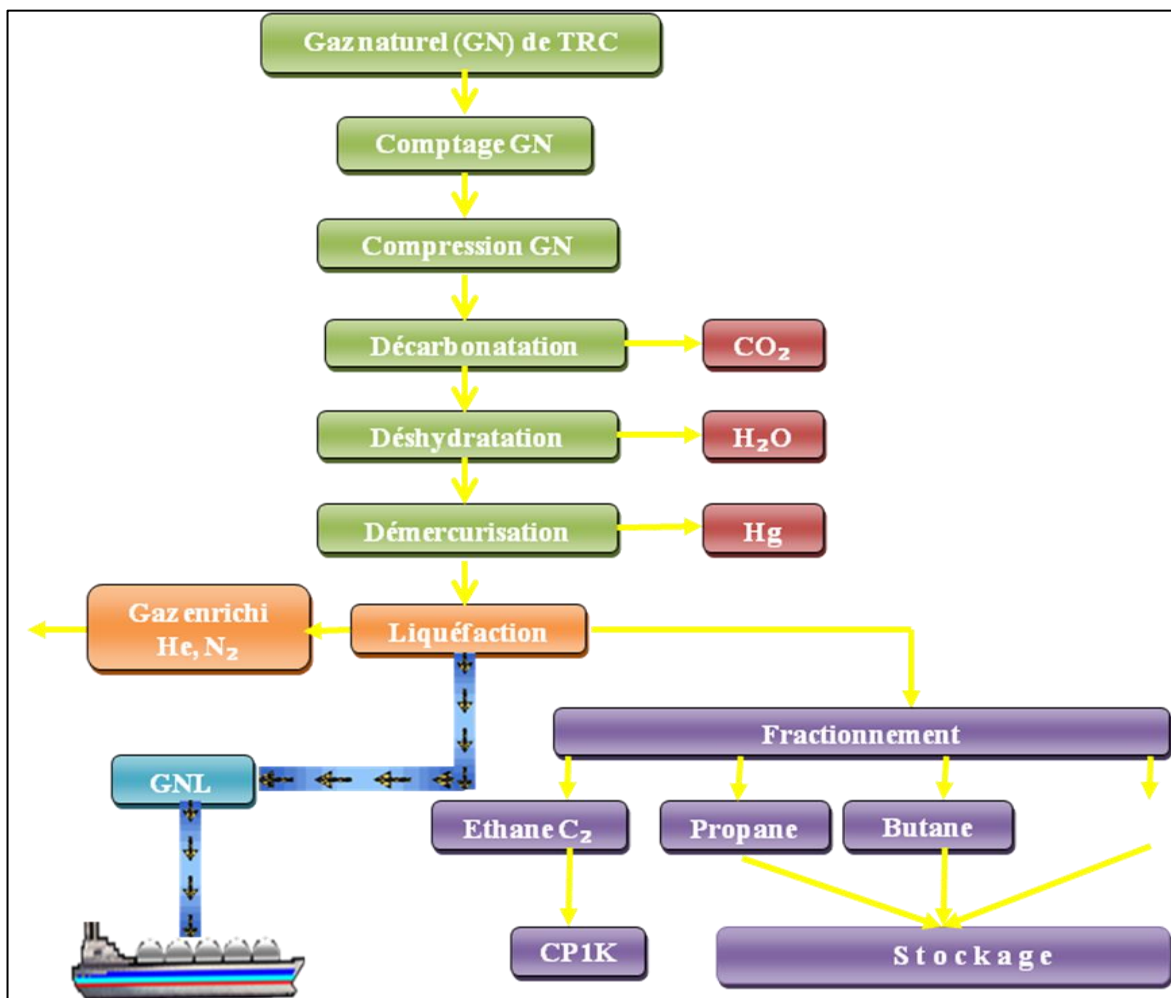 Gaz naturel (GN) de TRC
Comptage GN
Compression GN
Décarbonatation
CO₂
Déshydratation
H₂O
Démercurisation
Hg
Gaz enrichi
He, N₂
Liquéfaction
Fractionnement
GNL
Ethane C₂
Propane
Butane
CP1K
Stockage